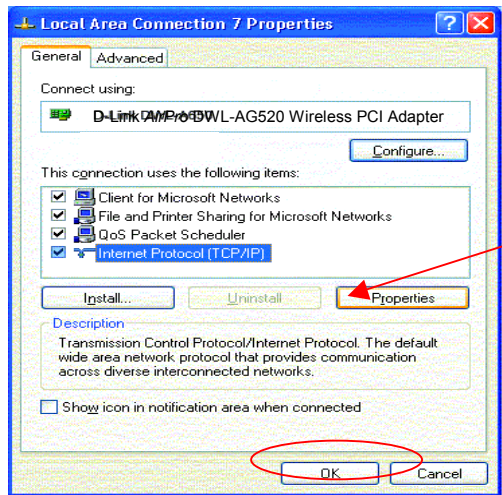 Local Area Connection 7 Properties
General Advanced
Connect using:
DWL-AG520 Wireless PCI Adapter
Configure...
This connection uses the following items:
Client for Microsoft Networks
File and Printer Sharing for Microsoft Networks
QoS Packet Scheduler
Internet Protocol (TCP/IP)
Install... Uninstall Properties
Description
Transmission Control Protocol/Internet Protocol. The default
wide area network protocol that provides communication
across diverse interconnected networks.
Show icon in notification area when connected
OK Cancel